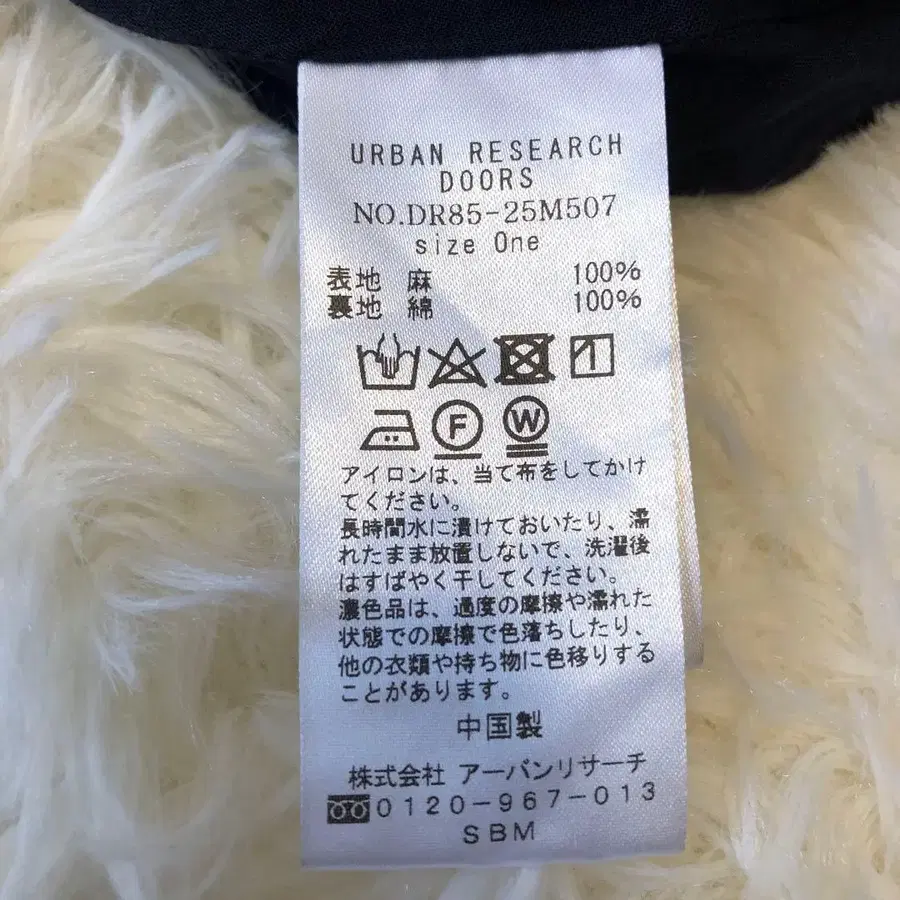 URBAN RESEARCH
DOORS
NO.DR85-25M507
size One
表地 麻 100%
裏地 綿 100%
F W
アイロンは、当て布をしてかけ
てください。
長時間水に漬けておいたり、濡
れたまま放置しないで、洗濯後
はすばやく干してください。
濃色品は、過度の摩擦や濡れた
状態での摩擦で色落ちしたり、
他の衣類や持ち物に色移りする
ことがあります。
中国製
株式会社 アーバンリサーチ
0120-967-013
SBM